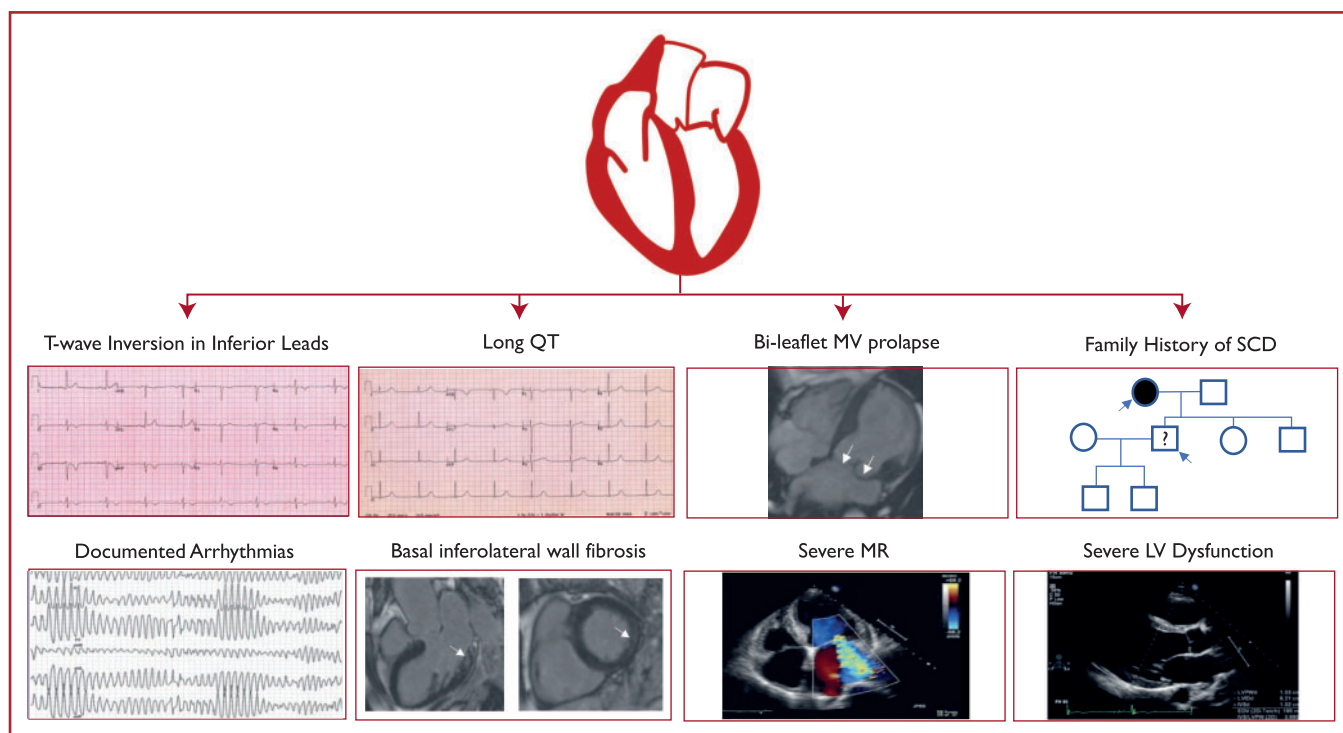 T-wave Inversion in Inferior Leads
Long QT
Bi-leaflet MV prolapse
Family History of SCD
?
Documented Arrhythmias
Basal inferolateral wall fibrosis
Severe MR
Severe LV Dysfunction